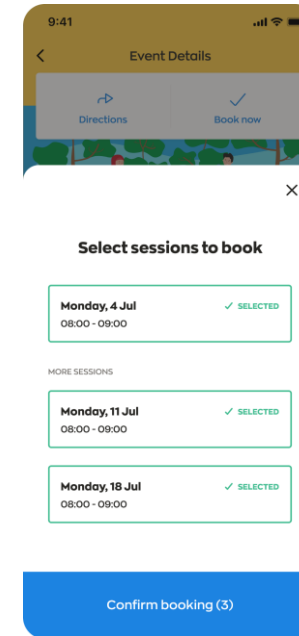 9:41
Event Details
Directions
Book now
Select sessions to book
Monday, 4 Jul
✓ SELECTED
08:00 - 09:00
MORE SESSIONS
Monday, 11 Jul
✓ SELECTED
08:00 - 09:00
Monday, 18 Jul
✓ SELECTED
08:00 - 09:00
Confirm booking (3)